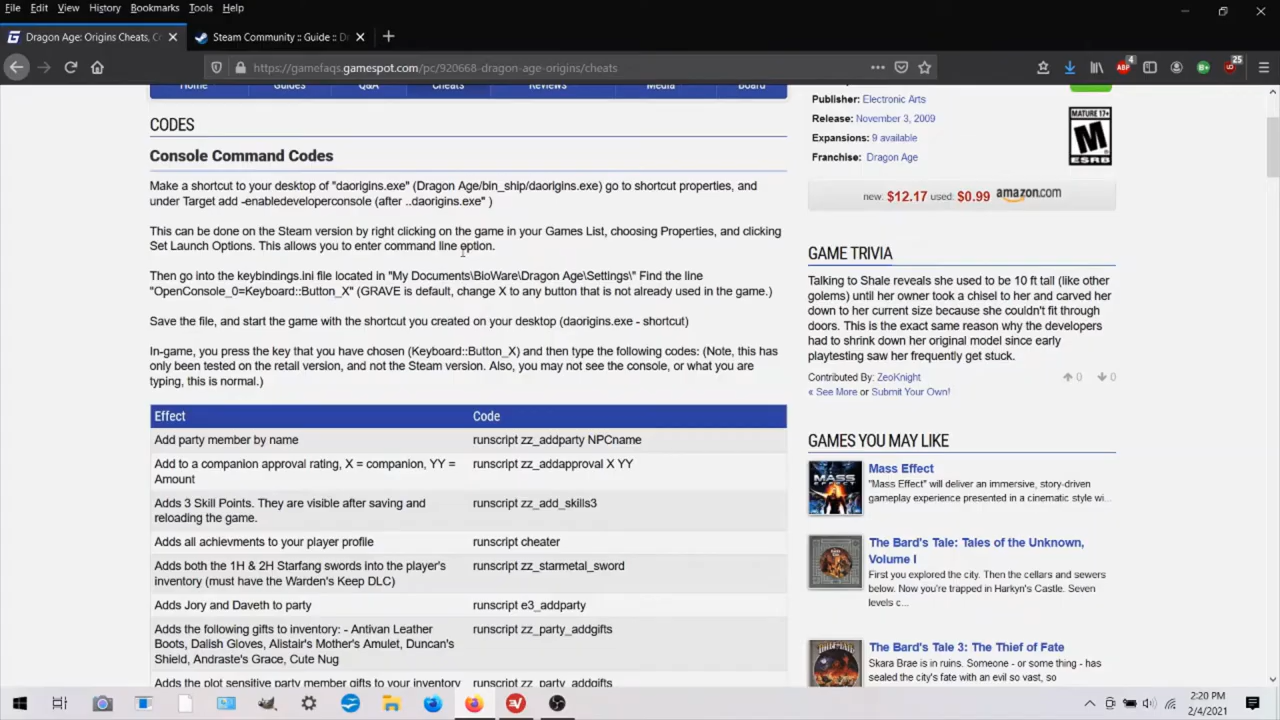 File Edit View History Bookmarks Tools Help
Dragon Age: Origins Cheats, C
Steam Community :: Guide :: D
https://gamefaqs.gamespot.com/pc/920668-dragon-age-origins/cheats
25
Home Guides Q&A Cheats Reviews Media Board
CODES
Console Command Codes
Make a shortcut to your desktop of "daorigins.exe" (Dragon Age/bin_ship/daorigins.exe) go to shortcut properties, and
under Target add -enabledeveloperconsole (after ..daorigins.exe" )
This can be done on the Steam version by right clicking on the game in your Games List, choosing Properties, and clicking
Set Launch Options. This allows you to enter command line option.
Then go into the keybindings.ini file located in "My Documents\BioWare\Dragon Age\Settings\" Find the line
"OpenConsole_0=Keyboard::Button_X" (GRAVE is default, change X to any button that is not already used in the game.)
Save the file, and start the game with the shortcut you created on your desktop (daorigins.exe - shortcut)
In-game, you press the key that you have chosen (Keyboard::Button_X) and then type the following codes: (Note, this has
only been tested on the retail version, and not the Steam version. Also, you may not see the console, or what you are
typing, this is normal.)
Effect Code
Add party member by name runscript zz_addparty NPCname
Add to a companion approval rating, X = companion, YY = runscript zz_addapproval X YY
Amount
Adds 3 Skill Points. They are visible after saving and runscript zz_add_skills3
reloading the game.
Adds all achievments to your player profile runscript cheater
Adds both the 1H & 2H Starfang swords into the player's runscript zz_starmetal_sword
inventory (must have the Warden's Keep DLC)
Adds Jory and Daveth to party runscript e3_addparty
Adds the following gifts to inventory: - Antivan Leather runscript zz_party_addgifts
Boots, Dalish Gloves, Alistair's Mother's Amulet, Duncan's
Shield, Andraste's Grace, Cute Nug
Adds the plot sensitive party member gifts to your inventory runscript zz_party_addgifts
Publisher: Electronic Arts
Release: November 3, 2009
Expansions: 9 available
Franchise: Dragon Age
MATURE 17+
M
ESRB
new: $12.17 used: $0.99 amazon.com
GAME TRIVIA
Talking to Shale reveals she used to be 10 ft tall (like other
golems) until her owner took a chisel to her and carved her
down to her current size because she couldn't fit through
doors. This is the exact same reason why the developers
had to shrink down her original model since early
playtesting saw her frequently get stuck.
Contributed By: ZeoKnight 0 0
« See More or Submit Your Own!
GAMES YOU MAY LIKE
MASS EFFECT
Mass Effect
"Mass Effect" will deliver an immersive, story-driven
gameplay experience presented in a cinematic style wi...
The Bard's Tale: Tales of the Unknown,
Volume I
First you explored the city. Then the cellars and sewers
below. Now you're trapped in Harkyn's Castle. Seven
levels c...
The Bard's Tale 3: The Thief of Fate
Skara Brae is in ruins. Someone - or some thing - has
sealed the city's fate with an evil so vast, so
2:20 PM
2/4/2021